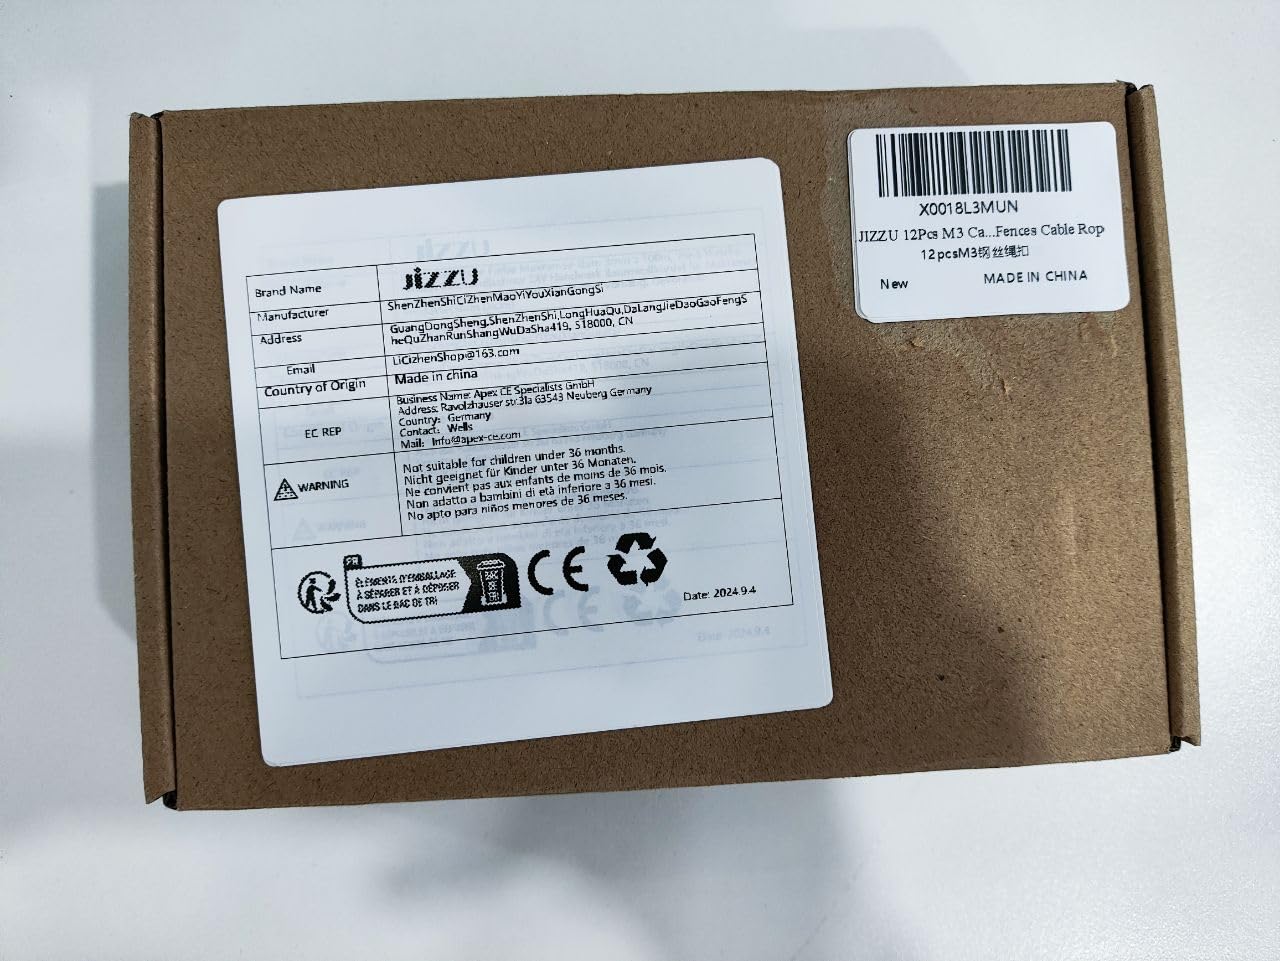 Brand Name
JIZZU
Manufacturer
ShenZhenShiCiZhenMaoYiYouXianGongSi
Address
GuangDongSheng,ShenZhenShi,LongHuaQu,DaLangJieDaoGaoFengS
heQuZhanRunShangWuDaSha419, 518000, CN
Email
LiCizhenShop@163.com
Country of Origin
Made in china
EC REP
Business Name: Apex CE Specialists GmbH
Address: Ravolzhauser str.31a 63543 Neuberg Germany
Country: Germany
Contact: Wells
Mail: Info@apex-ce.com
WARNING
Not suitable for children under 36 months.
Nicht geeignet für Kinder unter 36 Monaten.
Ne convient pas aux enfants de moins de 36 mois.
Non adatto a bambini di età inferiore a 36 mesi.
No apto para niños menores de 36 meses.
FR
ÉLÉMENTS D'EMBALLAGE
À SÉPARER ET À DÉPOSER
DANS LE BAC DE TRI
CE
Date: 2024.9.4
X0018L3MUN
JIZZU 12Pcs M3 Ca...Fences Cable Rop
12pcsM3钢丝绳扣
New
MADE IN CHINA